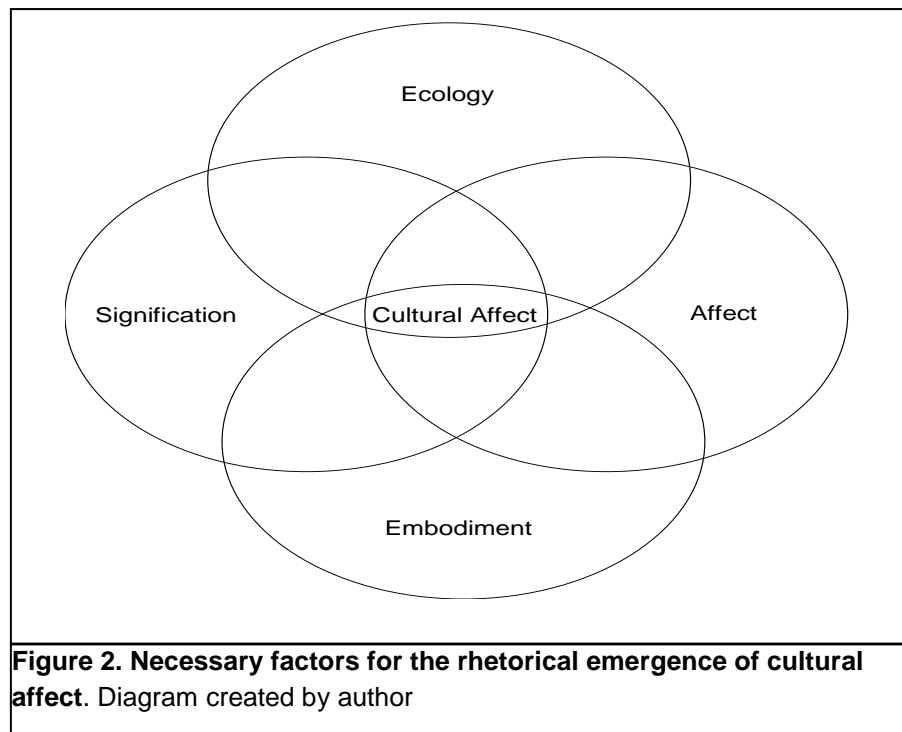 Ecology
Signification
Cultural Affect
Affect
Embodiment
Figure 2. Necessary factors for the rhetorical emergence of cultural
affect. Diagram created by author